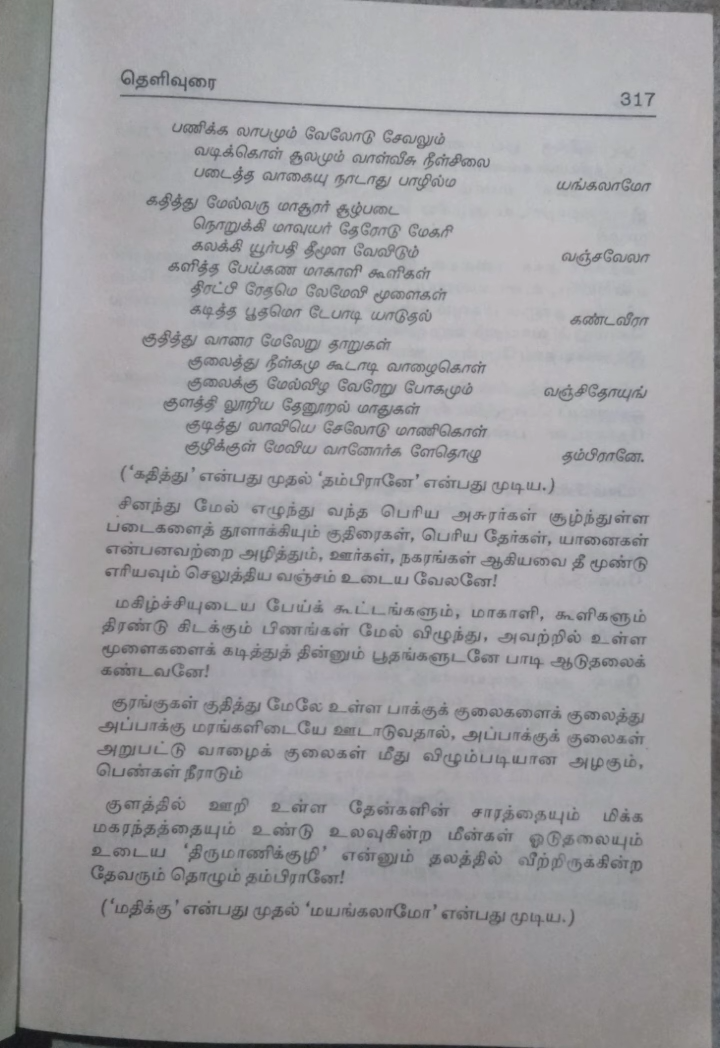 தெளிவுரை
317
பணிக்க லாபமும் வேலோடு சேவலும்
வடிக்கொள் சூலமும் வாள்வீசு நீள்சிலை
படைத்த வாகையு நாடாது பாழில்ம யங்கலாமோ
கதித்து மேல்வரு மாசூரர் சூழ்படை
நொறுக்கி மாவுயர் தேரோடு மேகரி
கலக்கி யூர்பதி தீமூள வேவிடும் வஞ்சவேலா
களித்த பேய்கண மாகாளி கூளிகள்
திரட்பி ரேதமெ லேமேவி மூளைகள்
கடித்த பூதமொ டேபாடி யாடுதல் கண்டவீரா
குதித்து வானர மேலேறு தாறுகள்
குலைத்து நீள்கமு கூடாடி வாழைகொள்
குலைக்கு மேல்விழ வேரேறு போகமும் வஞ்சிதோயுங்
குளத்தி லூறிய தேனூறல் மாதுகள்
குடித்து லாவியெ சேலோடு மாணிகொள்
குழிக்குள் மேவிய வானோர்க ளேதொழு தம்பிரானே.
(‘கதித்து’ என்பது முதல் ‘தம்பிரானே’ என்பது முடிய.)
சினந்து மேல் எழுந்து வந்த பெரிய அசுரர்கள் சூழ்ந்துள்ள
படைகளைத் தூளாக்கியும் குதிரைகள், பெரிய தேர்கள், யானைகள்
என்பனவற்றை அழித்தும், ஊர்கள், நகரங்கள் ஆகியவை தீ மூண்டு
எரியவும் செலுத்திய வஞ்சம் உடைய வேலனே!
மகிழ்ச்சியுடைய பேய்க் கூட்டங்களும், மாகாளி, கூளிகளும்
திரண்டு கிடக்கும் பிணங்கள் மேல் விழுந்து, அவற்றில் உள்ள
மூளைகளைக் கடித்துத் தின்னும் பூதங்களுடனே பாடி ஆடுதலைக்
கண்டவனே!
குரங்குகள் குதித்து மேலே உள்ள பாக்குக் குலைகளைக் குலைத்து
அப்பாக்கு மரங்களிடையே ஊடாடுவதால், அப்பாக்குக் குலைகள்
அறுபட்டு வாழைக் குலைகள் மீது விழும்படியான அழகும்,
பெண்கள் நீராடும்
குளத்தில் ஊறி உள்ள தேன்களின் சாரத்தையும் மிக்க
மகரந்தத்தையும் உண்டு உலவுகின்ற மீன்கள் ஓடுதலையும்
உடைய ‘திருமாணிக்குழி’ என்னும் தலத்தில் வீற்றிருக்கின்ற
தேவரும் தொழும் தம்பிரானே!
(‘மதிக்கு’ என்பது முதல் ‘மயங்கலாமோ’ என்பது முடிய.)